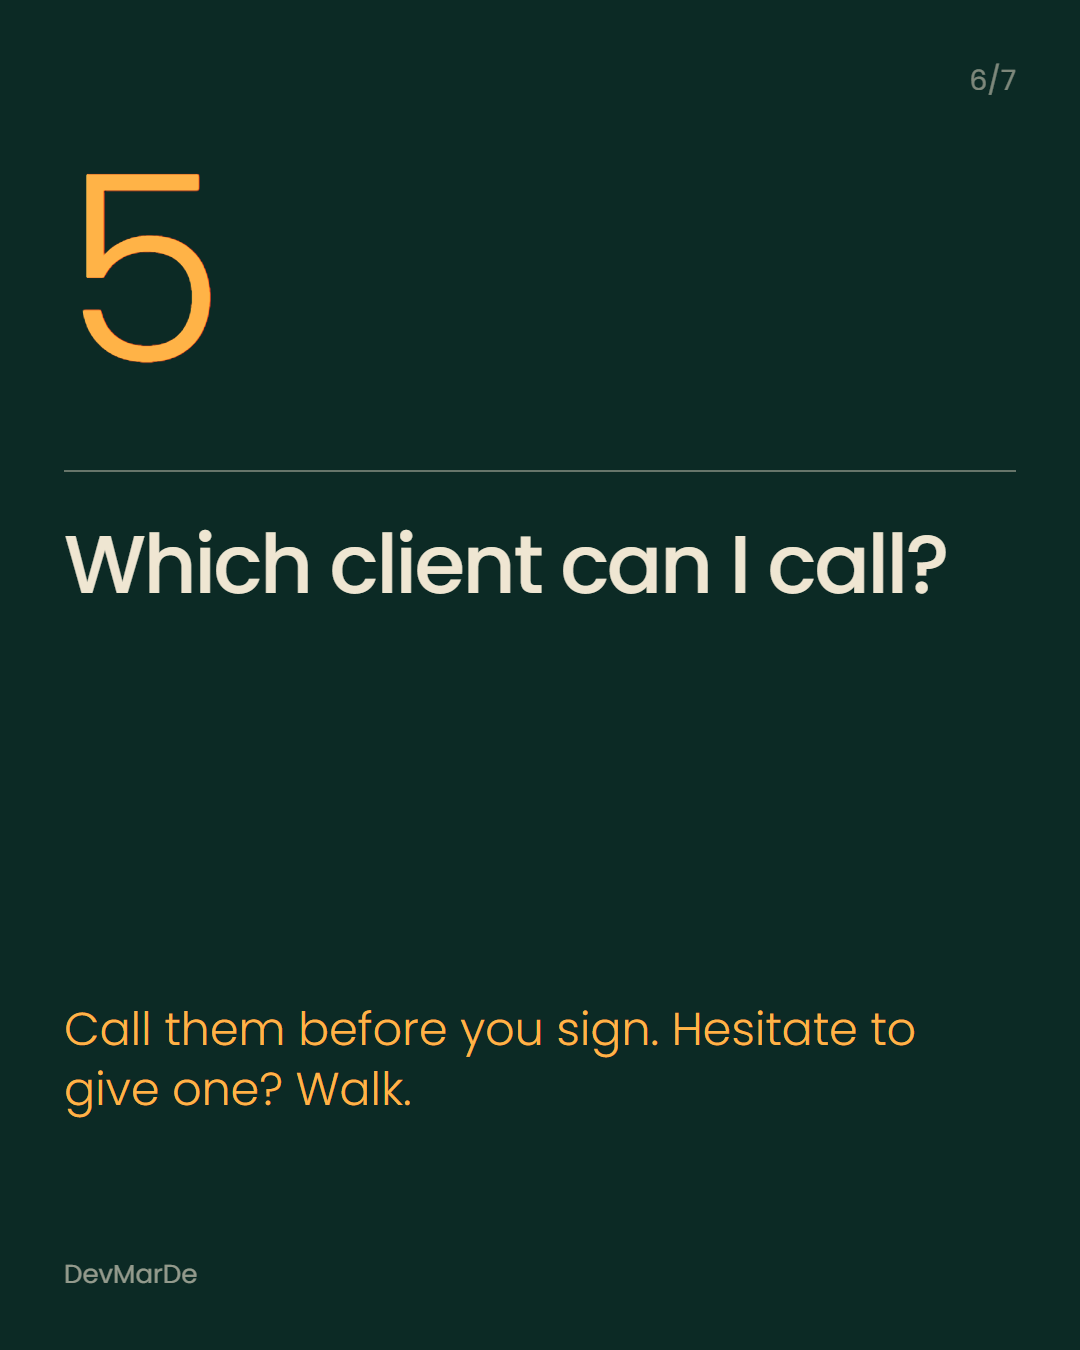 6/7
5
Which client can I call?
Call them before you sign. Hesitate to
give one? Walk.
DevMarDe